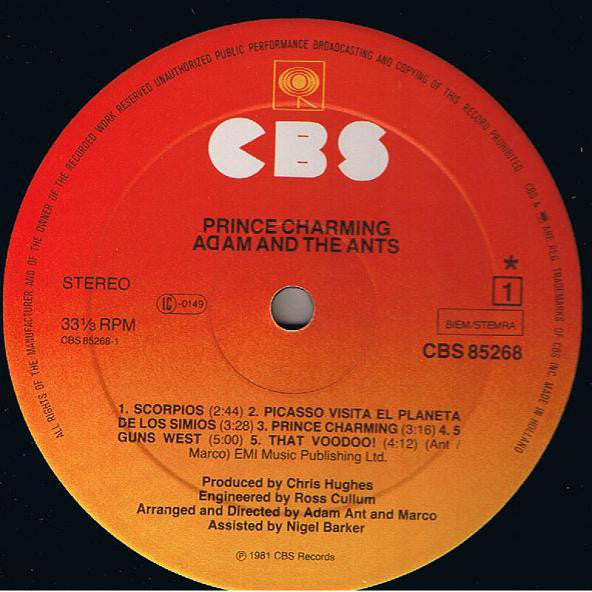 ALL RIGHTS OF THE MANUFACTURER AND OF THE OWNER OF THE RECORDED WORK RESERVED UNAUTHORIZED PUBLIC PERFORMANCE BROADCASTING AND COPYING OF THIS RECORD PROHIBITED CBS & ARE REG. TRADEMARKS OF CBS INC. MADE IN HOLLAND
CBS
PRINCE CHARMING
ADAM AND THE ANTS
STEREO
LC-0149
33⅓ RPM
CBS 85268-1
*
1
BIEM/STEMRA
CBS 85268
1. SCORPIOS (2:44) 2. PICASSO VISITA EL PLANETA
DE LOS SIMIOS (3:28) 3. PRINCE CHARMING (3:16) 4. 5
GUNS WEST (5:00) 5. THAT VOODOO! (4:12) (Ant /
Marco) EMI Music Publishing Ltd.
Produced by Chris Hughes
Engineered by Ross Cullum
Arranged and Directed by Adam Ant and Marco
Assisted by Nigel Barker
℗ 1981 CBS Records